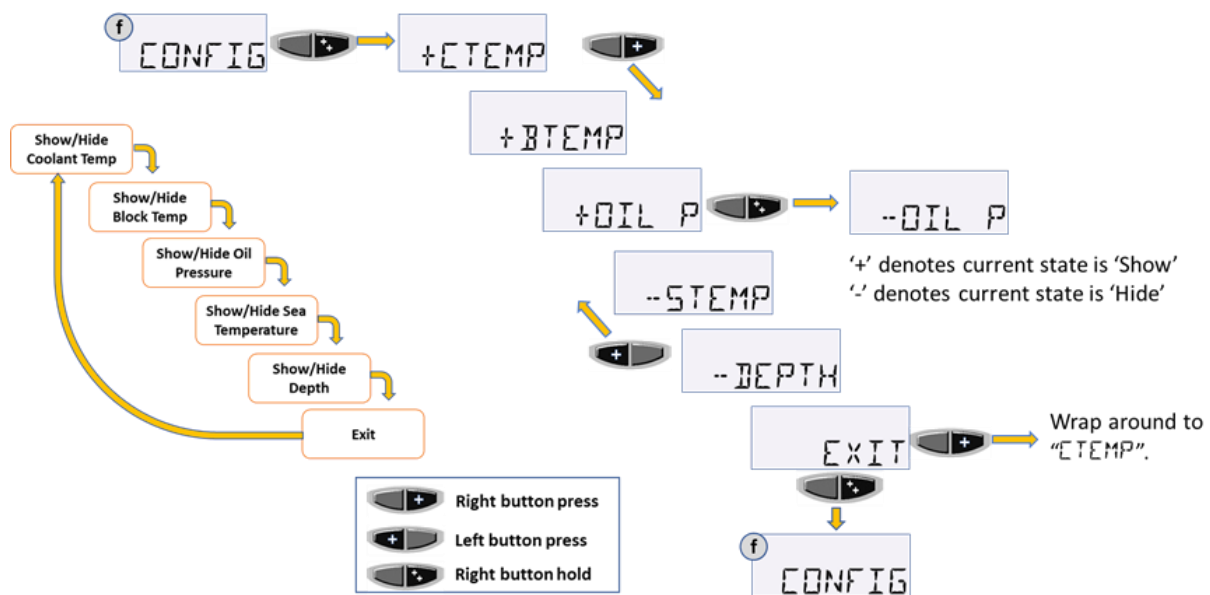 f
CONFIG
+CTEMP
+BTEMP
+OIL P
-OIL P
'+' denotes current state is 'Show'
'-' denotes current state is 'Hide'
-STEMP
-DEPTH
EXIT
Wrap around to
"CTEMP".
f
CONFIG
Show/Hide
Coolant Temp
Show/Hide
Block Temp
Show/Hide Oil
Pressure
Show/Hide Sea
Temperature
Show/Hide
Depth
Exit
Right button press
Left button press
Right button hold